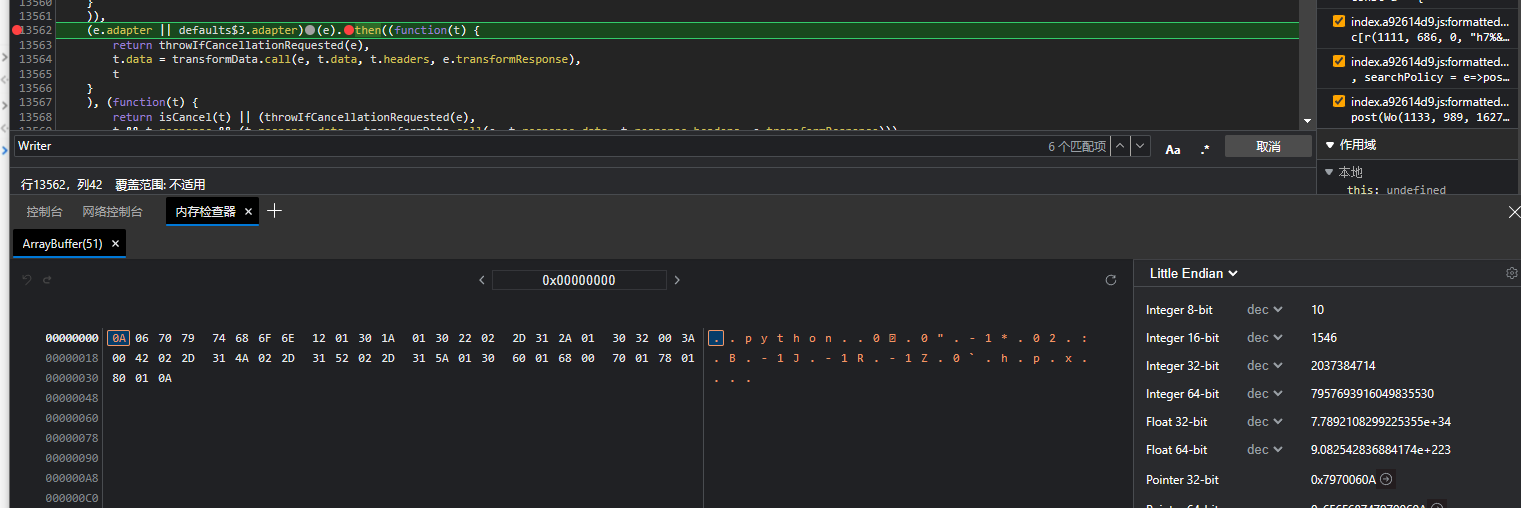 13560 }
13561 )),
13562 (e.adapter || defaults$3.adapter)(e).then((function(t) {
13563 return throwIfCancellationRequested(e),
13564 t.data = transformData.call(e, t.data, t.headers, e.transformResponse),
13565 t
13566 }
13567 ), (function(t) {
13568 return isCancel(t) || (throwIfCancellationRequested(e),
index.a92614d9.js:formatted...
c[r(1111, 686, 0, "h7%&...
index.a92614d9.js:formatted...
, searchPolicy = e=>pos...
index.a92614d9.js:formatted...
post(Wo(1133, 989, 1627...
Writer
6 个匹配项
Aa
.*
取消
作用域
本地
this: undefined
行13562，列42 覆盖范围: 不适用
控制台 网络控制台 内存检查器 ×
ArrayBuffer(51) ×
0x00000000
00000000 0A 06 70 79 74 68 6F 6E 12 01 30 1A 01 30 22 02 2D 31 2A 01 30 32 00 3A . . p y t h o n . . 0 . . 0 " . - 1 * . 0 2 . :
00000018 00 42 02 2D 31 4A 02 2D 31 52 02 2D 31 5A 01 30 60 01 68 00 70 01 78 01 . B . - 1 J . - 1 R . - 1 Z . 0 ` . h . p . x .
00000030 80 01 0A . . .
00000048
00000060
00000078
00000090
000000A8
000000C0
Little Endian
Integer 8-bit dec 10
Integer 16-bit dec 1546
Integer 32-bit dec 2037384714
Integer 64-bit dec 7957693916049835530
Float 32-bit dec 7.7892108299225355e+34
Float 64-bit dec 9.082542836884174e+223
Pointer 32-bit 0x7970060A